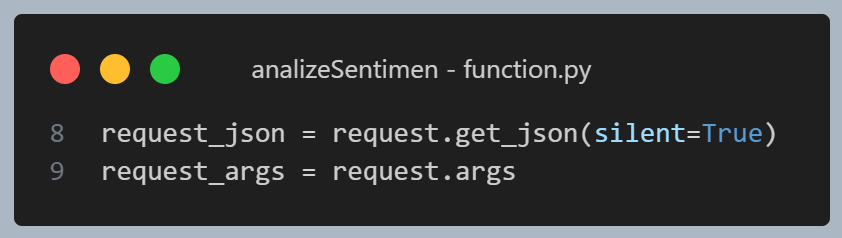 analizeSentimen - function.py
8 request_json = request.get_json(silent=True)
9 request_args = request.args